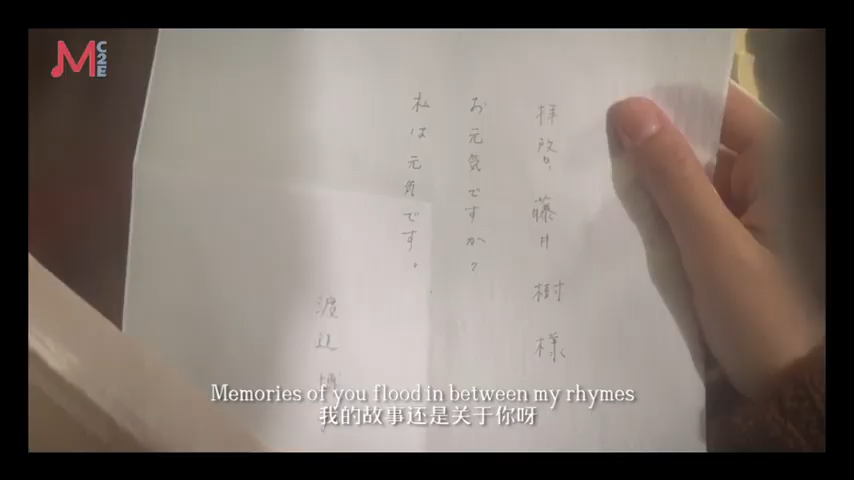 M C2E
拝啓、藤井樹様
お元気ですか?
私は元気です。
渡辺博
Memories of you flood in between my rhymes
我的故事还是关于你呀